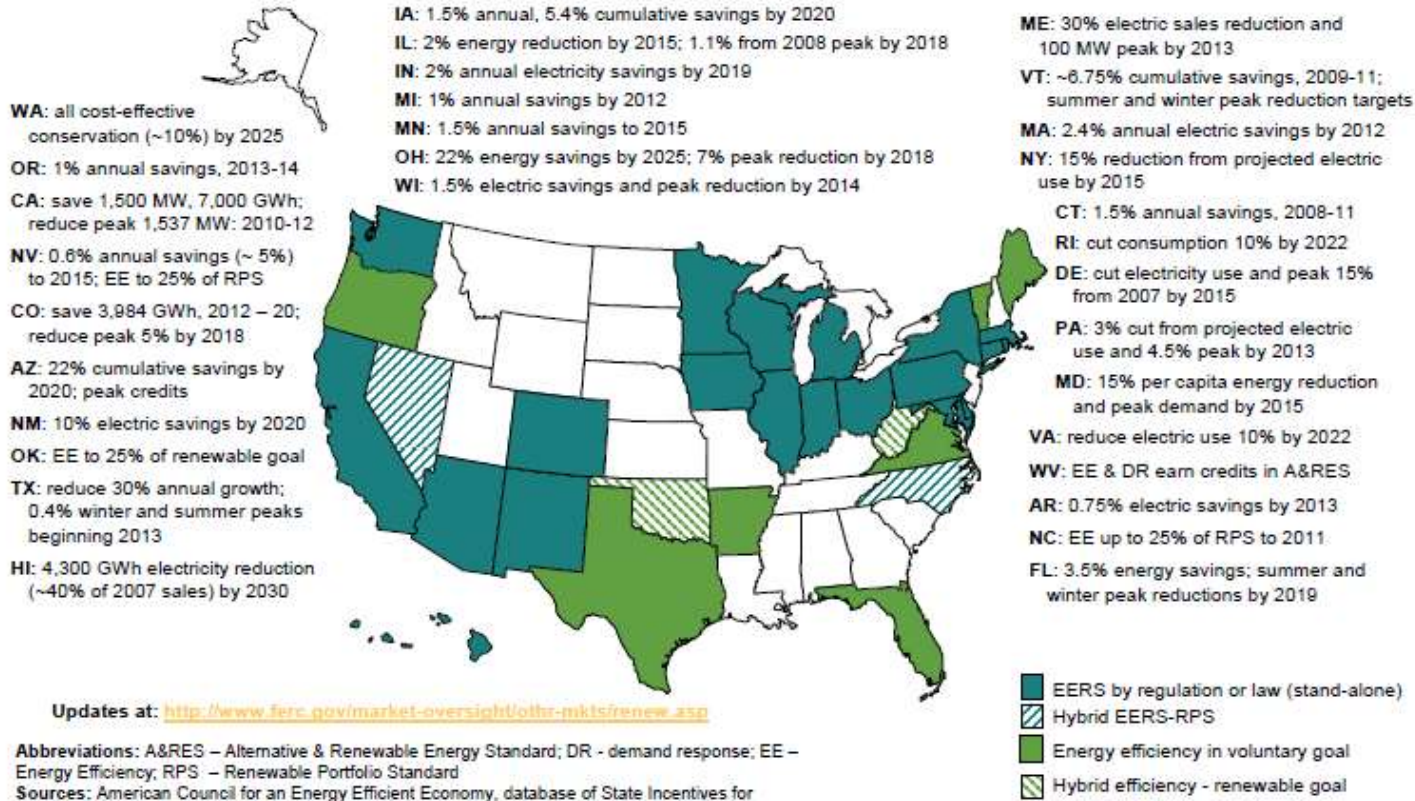 WA: all cost-effective
conservation (~10%) by 2025
OR: 1% annual savings, 2013-14
CA: save 1,500 MW, 7,000 GWh;
reduce peak 1,537 MW: 2010-12
NV: 0.6% annual savings (~ 5%)
to 2015; EE to 25% of RPS
CO: save 3,984 GWh, 2012 – 20;
reduce peak 5% by 2018
AZ: 22% cumulative savings by
2020; peak credits
NM: 10% electric savings by 2020
OK: EE to 25% of renewable goal
TX: reduce 30% annual growth;
0.4% winter and summer peaks
beginning 2013
HI: 4,300 GWh electricity reduction
(~40% of 2007 sales) by 2030
IA: 1.5% annual, 5.4% cumulative savings by 2020
IL: 2% energy reduction by 2015; 1.1% from 2008 peak by 2018
IN: 2% annual electricity savings by 2019
MI: 1% annual savings by 2012
MN: 1.5% annual savings to 2015
OH: 22% energy savings by 2025; 7% peak reduction by 2018
WI: 1.5% electric savings and peak reduction by 2014
ME: 30% electric sales reduction and
100 MW peak by 2013
VT: ~6.75% cumulative savings, 2009-11;
summer and winter peak reduction targets
MA: 2.4% annual electric savings by 2012
NY: 15% reduction from projected electric
use by 2015
CT: 1.5% annual savings, 2008-11
RI: cut consumption 10% by 2022
DE: cut electricity use and peak 15%
from 2007 by 2015
PA: 3% cut from projected electric
use and 4.5% peak by 2013
MD: 15% per capita energy reduction
and peak demand by 2015
VA: reduce electric use 10% by 2022
WV: EE & DR earn credits in A&RES
AR: 0.75% electric savings by 2013
NC: EE up to 25% of RPS to 2011
FL: 3.5% energy savings; summer and
winter peak reductions by 2019
EERS by regulation or law (stand-alone)
Hybrid EERS-RPS
Energy efficiency in voluntary goal
Hybrid efficiency - renewable goal
Updates at: http://www.ferc.gov/market-oversight/othr-mkts/renew.asp
Abbreviations: A&RES – Alternative & Renewable Energy Standard; DR - demand response; EE –
Energy Efficiency; RPS – Renewable Portfolio Standard
Sources: American Council for an Energy Efficient Economy, database of State Incentives for